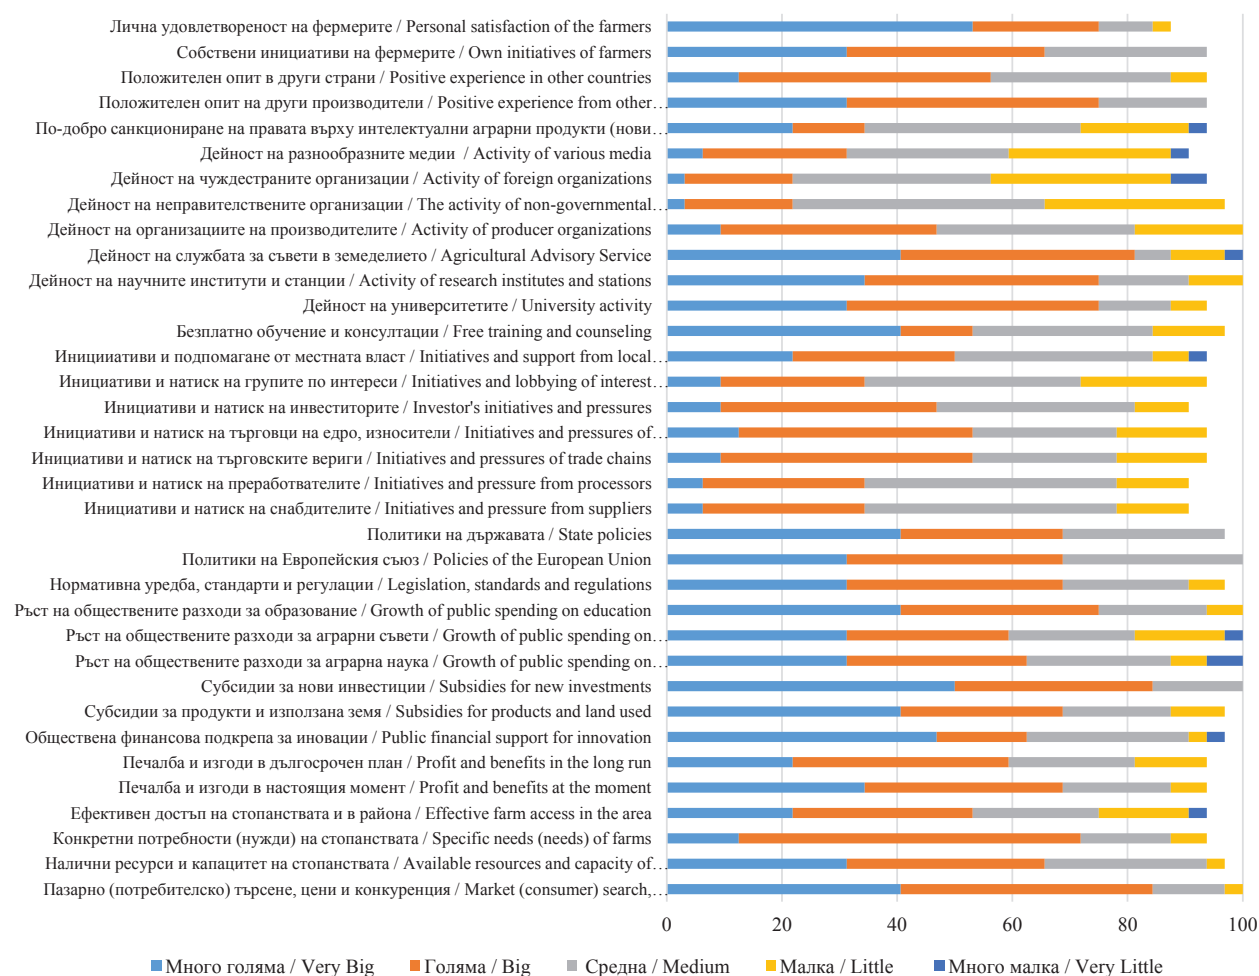 Лична удовлетвореност на фермерите / Personal satisfaction of the farmers
Собствени инициативи на фермерите / Own initiatives of farmers
Положителен опит в други страни / Positive experience in other countries
Положителен опит на други производители / Positive experience from other…
По-добро санкциониране на правата върху интелектуални аграрни продукти (нови…
Дейност на разнообразните медии / Activity of various media
Дейност на чуждестраните организации / Activity of foreign organizations
Дейност на неправителствените организации / The activity of non-governmental…
Дейност на организациите на производителите / Activity of producer organizations
Дейност на службата за съвети в земеделието / Agricultural Advisory Service
Дейност на научните институти и станции / Activity of research institutes and stations
Дейност на университетите / University activity
Безплатно обучение и консултации / Free training and counseling
Инициативи и подпомагане от местната власт / Initiatives and support from local…
Инициативи и натиск на групите по интереси / Initiatives and lobbying of interest…
Инициативи и натиск на инвеститорите / Investor's initiatives and pressures
Инициативи и натиск на търговци на едро, износители / Initiatives and pressures of…
Инициативи и натиск на търговските вериги / Initiatives and pressures of trade chains
Инициативи и натиск на преработвателите / Initiatives and pressure from processors
Инициативи и натиск на снабдителите / Initiatives and pressure from suppliers
Политики на държавата / State policies
Политики на Европейския съюз / Policies of the European Union
Нормативна уредба, стандарти и регулации / Legislation, standards and regulations
Ръст на обществените разходи за образование / Growth of public spending on education
Ръст на обществените разходи за аграрни съвети / Growth of public spending on…
Ръст на обществените разходи за аграрна наука / Growth of public spending on…
Субсидии за нови инвестиции / Subsidies for new investments
Субсидии за продукти и използана земя / Subsidies for products and land used
Обществена финансова подкрепа за иновации / Public financial support for innovation
Печалба и изгоди в дългосрочен план / Profit and benefits in the long run
Печалба и изгоди в настоящия момент / Profit and benefits at the moment
Ефективен достъп на стопанствата и в района / Effective farm access in the area
Конкретни потребности (нужди) на стопанствата / Specific needs (needs) of farms
Налични ресурси и капацитет на стопанствата / Available resources and capacity of…
Пазарно (потребителско) търсене, цени и конкуренция / Market (consumer) search,…
0 20 40 60 80 100
Много голяма / Very Big Голяма / Big Средна / Medium Малка / Little Много малка / Very Little